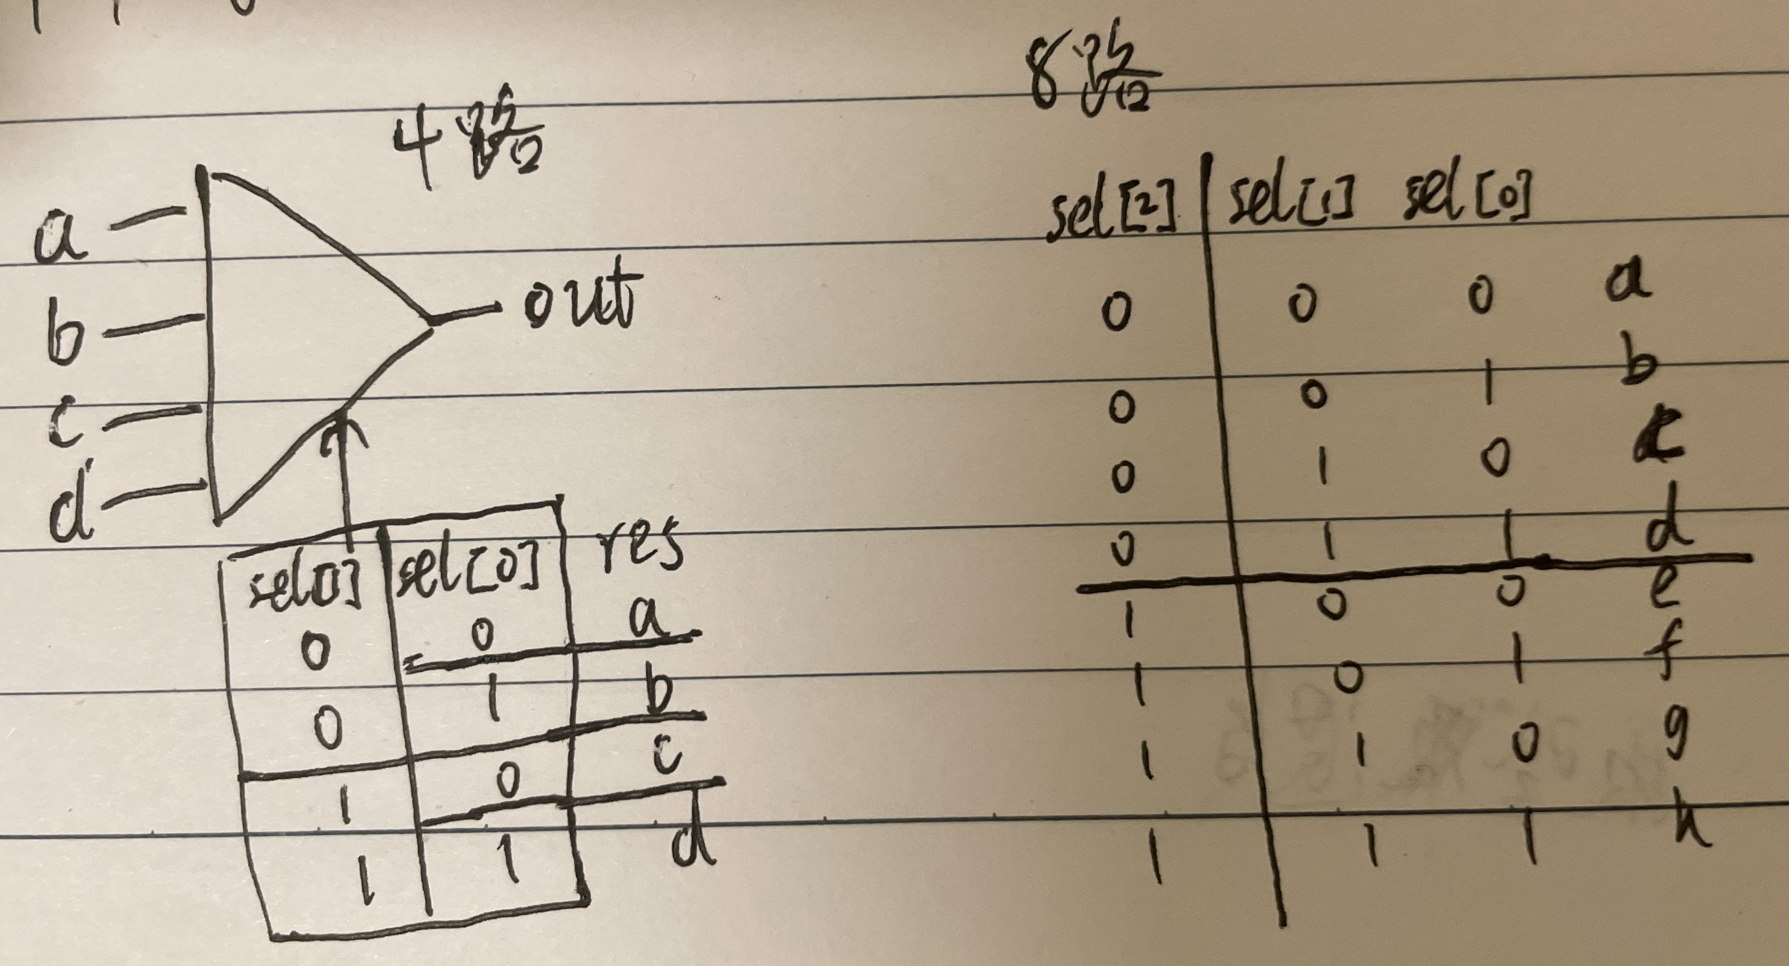 4 路
a
b
c
d
out
sel[1] sel[0] res
0 0 a
0 1 b
1 0 c
1 1 d
8 路
sel[2] sel[1] sel[0]
0 0 0 a
0 0 1 b
0 1 0 c
0 1 1 d
1 0 0 e
1 0 1 f
1 1 0 g
1 1 1 h